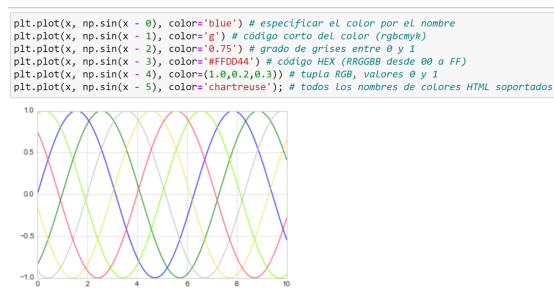 plt.plot(x, np.sin(x - 0), color='blue') # especificar el color por el nombre
plt.plot(x, np.sin(x - 1), color='g') # código corto del color (rgbcmyk)
plt.plot(x, np.sin(x - 2), color='0.75') # grado de grises entre 0 y 1
plt.plot(x, np.sin(x - 3), color='#FFDD44') # código HEX (RRGGBB desde 00 a FF)
plt.plot(x, np.sin(x - 4), color=(1.0,0.2,0.3)) # tupla RGB, valores 0 y 1
plt.plot(x, np.sin(x - 5), color='chartreuse'); # todos los nombres de colores HTML soportados
1.0
0.5
0.0
−0.5
−1.0
0 2 4 6 8 10